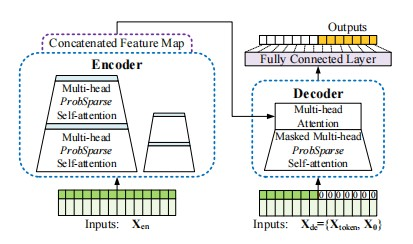 Concatenated Feature Map
Encoder
Multi-head
ProbSparse
Self-attention
Multi-head
ProbSparse
Self-attention
Inputs: Xen
Outputs
Fully Connected Layer
Decoder
Multi-head
Attention
Masked Multi-head
ProbSparse
Self-attention
0 0 0 0 0 0 0
Inputs: Xde={Xtoken, X0}